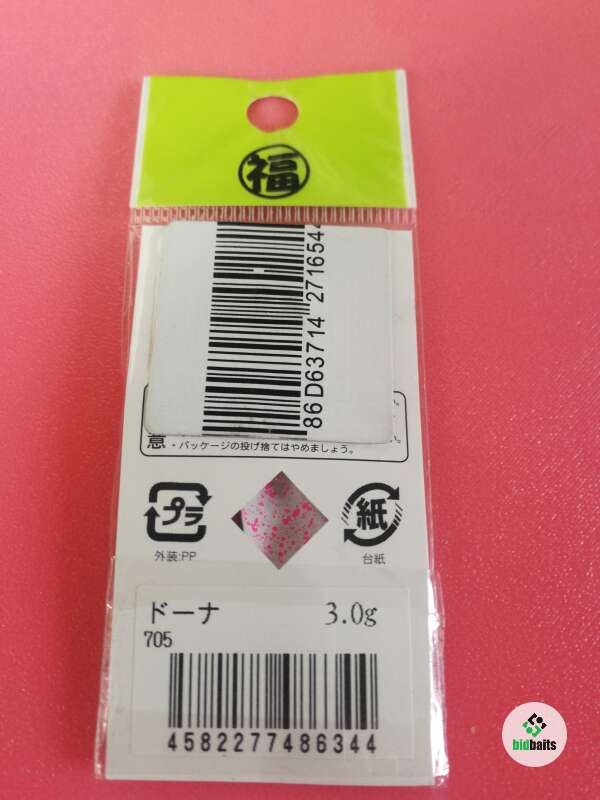 福
86D63714 2716544
意 ・パッケージの投げ捨てはやめましょう。
プラ
紙
外装:PP
台紙
ドーナ 3.0g
705
4582277486344
bidbaits